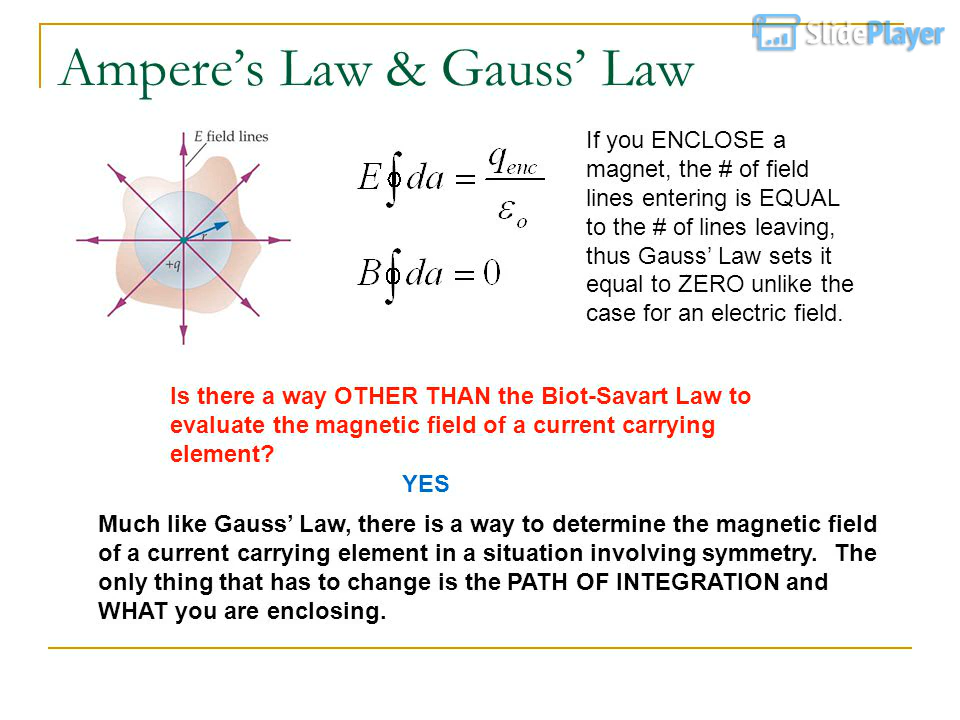 SlidePlayer
Ampere’s Law & Gauss’ Law
E field lines
r
+q
E∮da = q_enc / ε_o
B∮da = 0
If you ENCLOSE a
magnet, the # of field
lines entering is EQUAL
to the # of lines leaving,
thus Gauss’ Law sets it
equal to ZERO unlike the
case for an electric field.
Is there a way OTHER THAN the Biot-Savart Law to
evaluate the magnetic field of a current carrying
element?
YES
Much like Gauss’ Law, there is a way to determine the magnetic field
of a current carrying element in a situation involving symmetry. The
only thing that has to change is the PATH OF INTEGRATION and
WHAT you are enclosing.